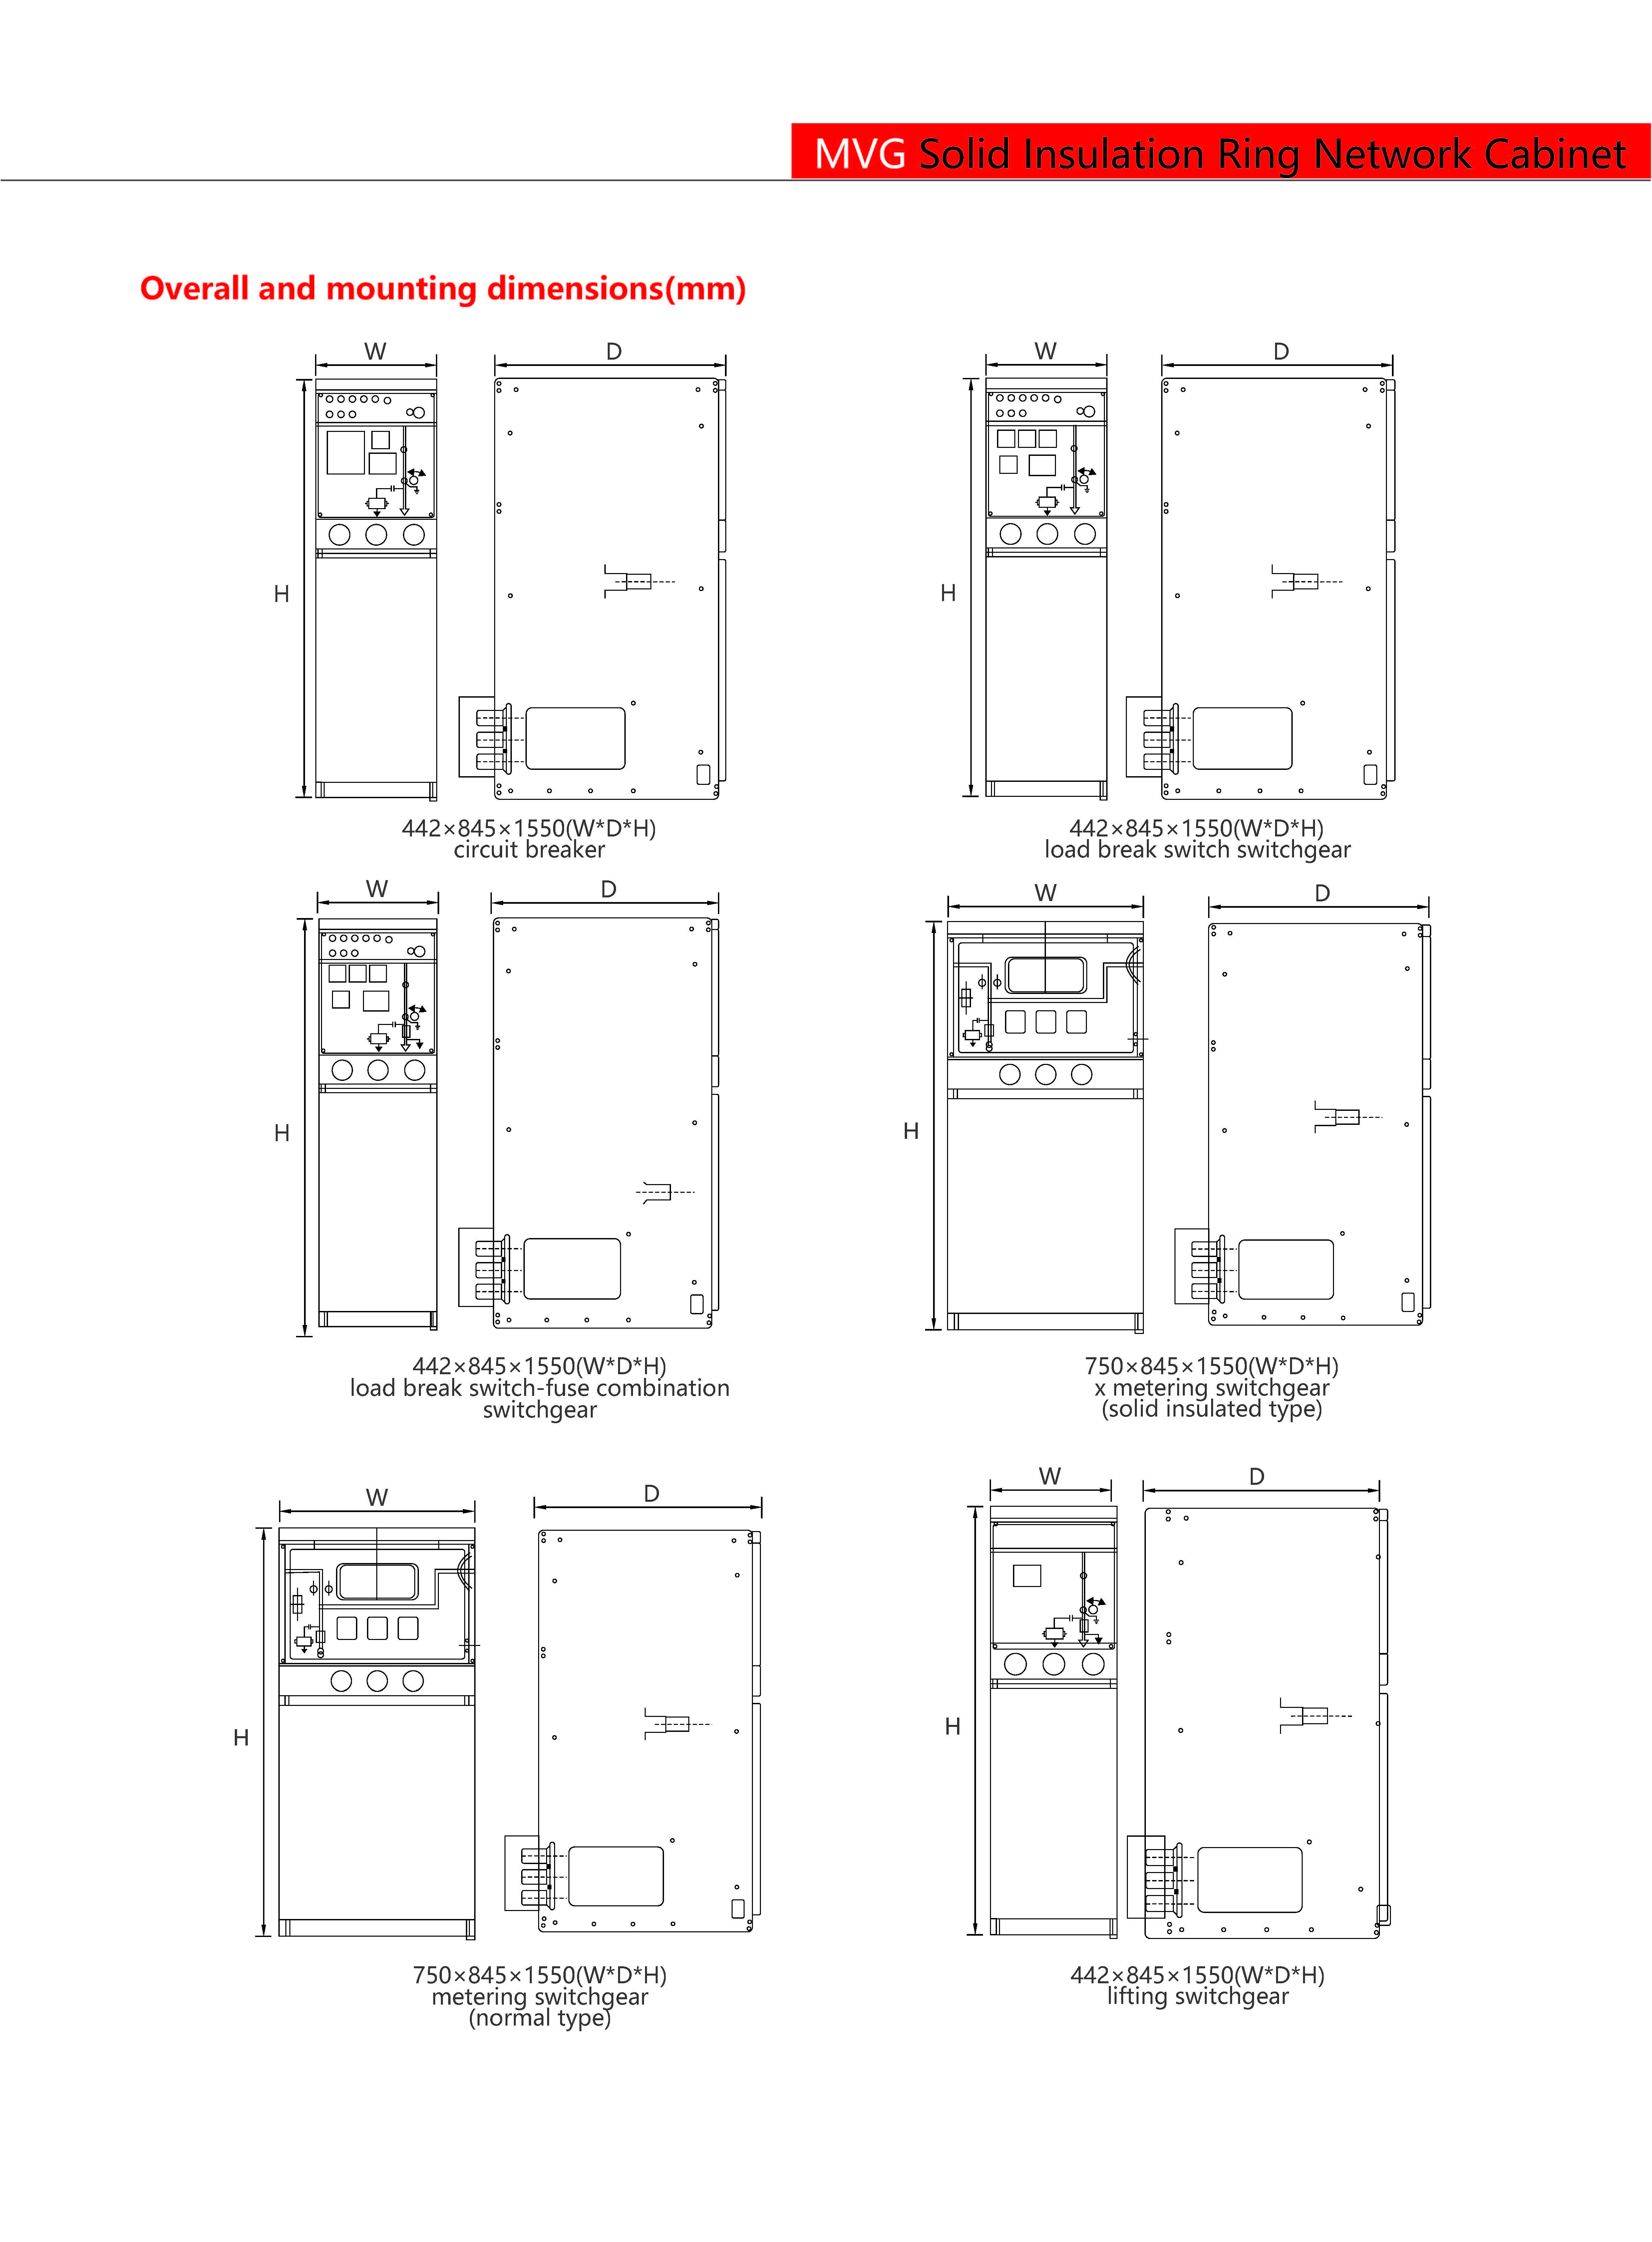 MVG Solid Insulation Ring Network Cabinet
Overall and mounting dimensions(mm)
W
D
H
442×845×1550(W*D*H)
circuit breaker
W
D
H
442×845×1550(W*D*H)
load break switch switchgear
W
D
H
442×845×1550(W*D*H)
load break switch-fuse combination
switchgear
W
D
H
750×845×1550(W*D*H)
x metering switchgear
(solid insulated type)
W
D
H
750×845×1550(W*D*H)
metering switchgear
(normal type)
W
D
H
442×845×1550(W*D*H)
lifting switchgear